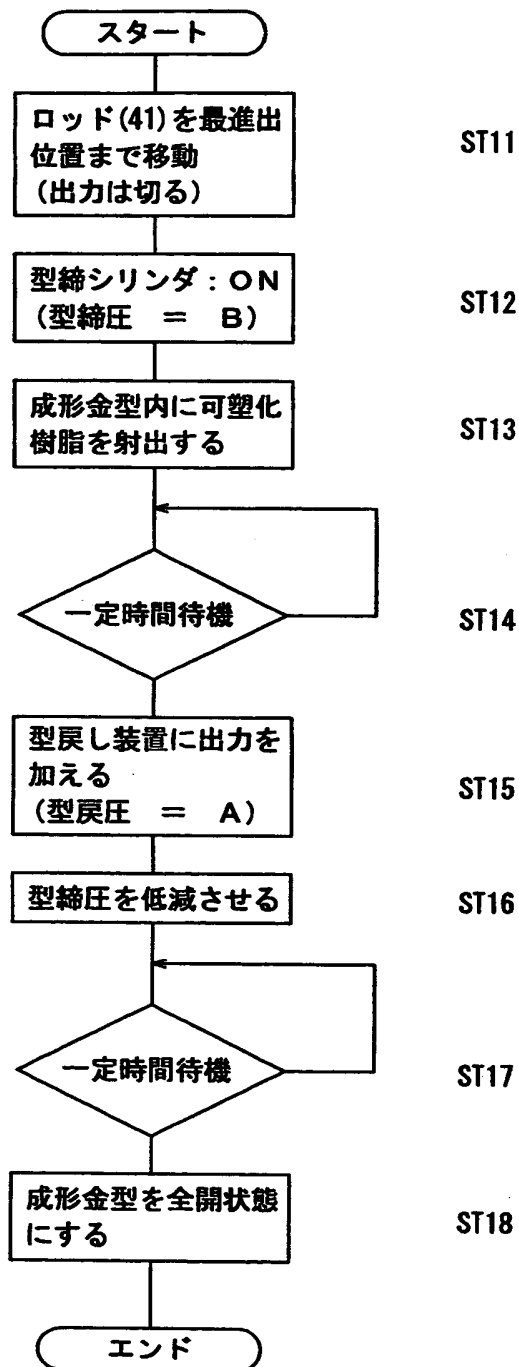 スタート
ロッド(41)を最進出
位置まで移動
(出力は切る)
ST11
型締シリンダ：ON
(型締圧 ＝ B)
ST12
成形金型内に可塑化
樹脂を射出する
ST13
一定時間待機
ST14
型戻し装置に出力を
加える
(型戻圧 ＝ A)
ST15
型締圧を低減させる
ST16
一定時間待機
ST17
成形金型を全開状態
にする
ST18
エンド